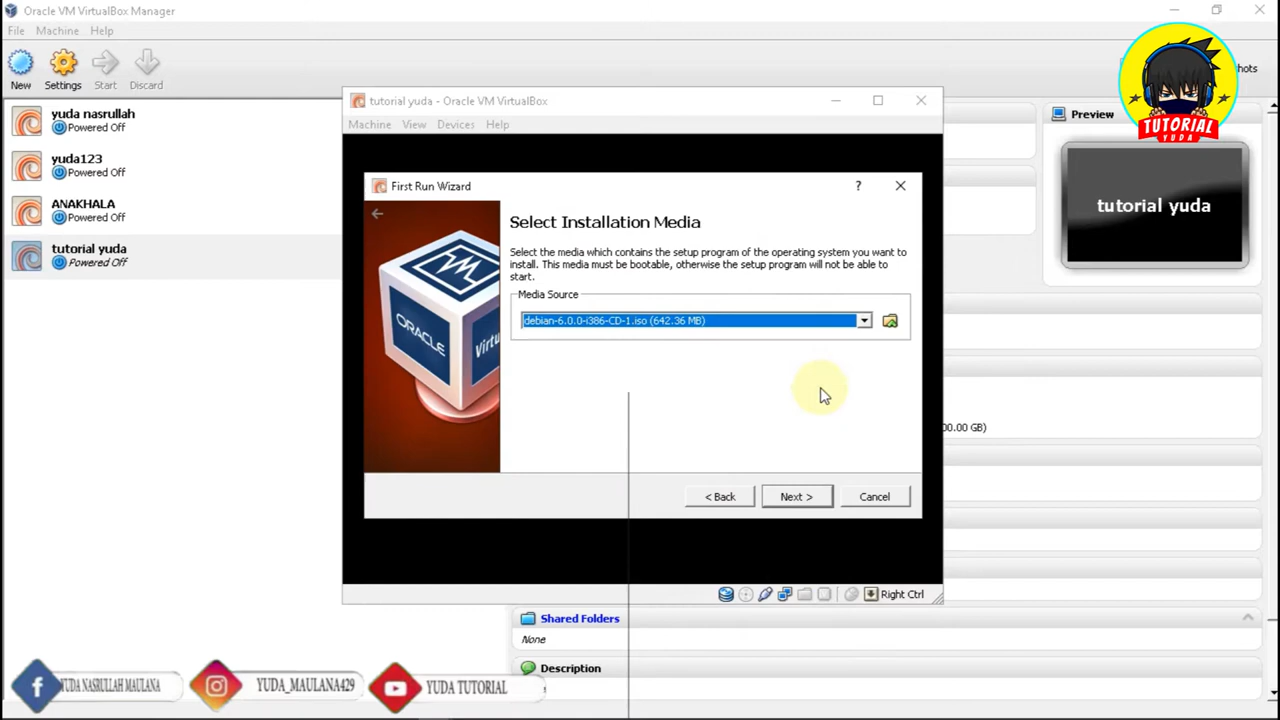 Oracle VM VirtualBox Manager
File Machine Help
New Settings Start Discard
hots
yuda nasrullah
Powered Off
yuda123
Powered Off
ANAKHALA
Powered Off
tutorial yuda
Powered Off
tutorial yuda - Oracle VM VirtualBox
Machine View Devices Help
First Run Wizard
?
ORACLE
Virtu
Select Installation Media
Select the media which contains the setup program of the operating system you want to
install. This media must be bootable, otherwise the setup program will not be able to
start.
Media Source
debian-6.0.0-i386-CD-1.iso (642.36 MB)
< Back Next > Cancel
Right Ctrl
TUTORIAL
YUDA
Preview
tutorial yuda
00.00 GB)
Shared Folders
None
Description
YUDA NASRULLAH MAULANA
YUDA_MAULANA429
YUDA TUTORIAL